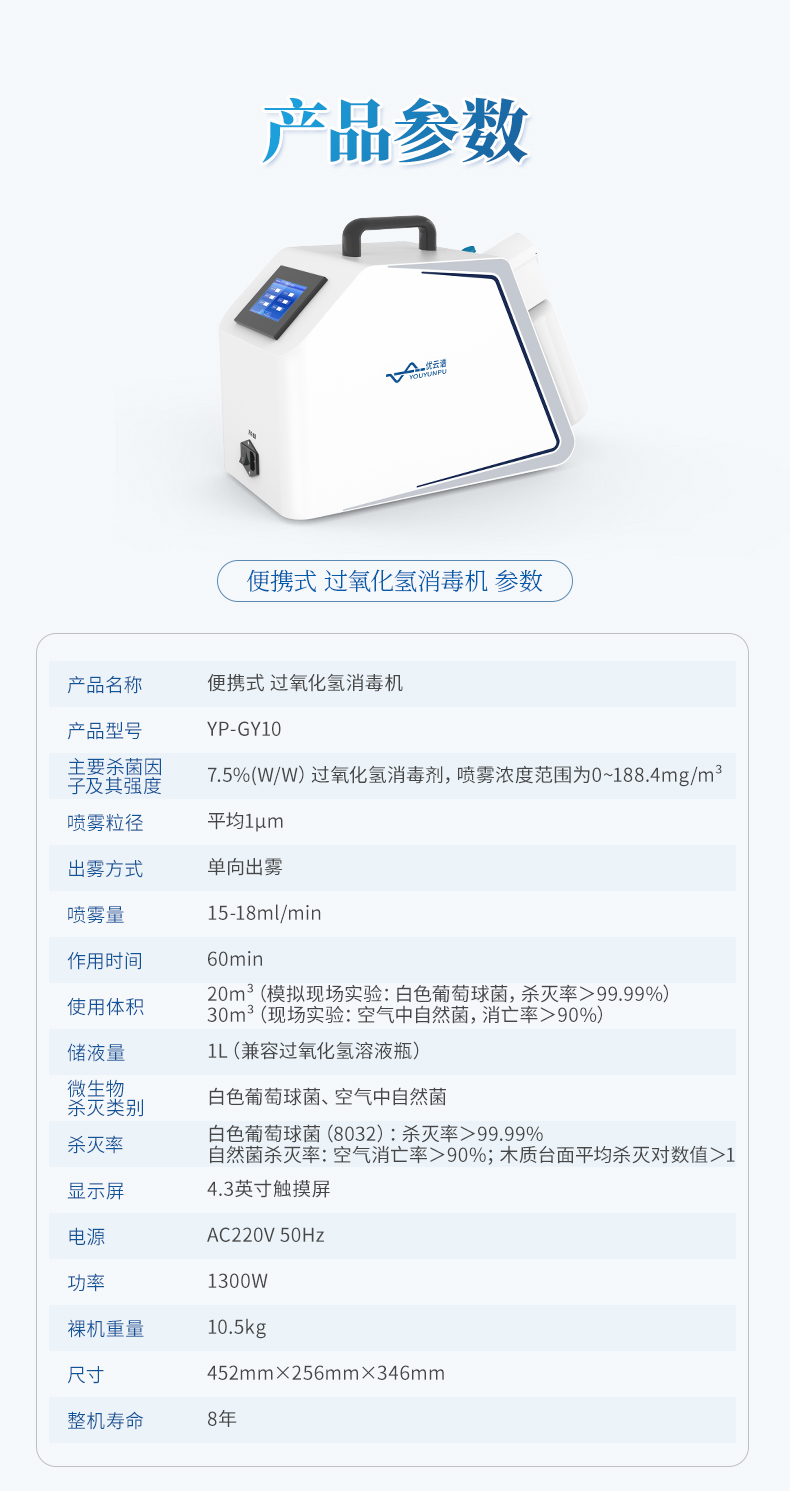 产品参数
优云谱
YOUYUNPU
便携式 过氧化氢消毒机 参数
产品名称 便携式 过氧化氢消毒机
产品型号 YP-GY10
主要杀菌因
子及其强度
7.5%(W/W）过氧化氢消毒剂，喷雾浓度范围为0~188.4mg/m³
喷雾粒径 平均1μm
出雾方式 单向出雾
喷雾量 15-18ml/min
作用时间 60min
使用体积
20m³（模拟现场实验：白色葡萄球菌，杀灭率＞99.99%）
30m³（现场实验：空气中自然菌，消亡率＞90%）
储液量 1L（兼容过氧化氢溶液瓶）
微生物
杀灭类别
白色葡萄球菌、空气中自然菌
杀灭率
白色葡萄球菌（8032）：杀灭率＞99.99%
自然菌杀灭率：空气消亡率＞90%；木质台面平均杀灭对数值＞1
显示屏 4.3英寸触摸屏
电源 AC220V 50Hz
功率 1300W
裸机重量 10.5kg
尺寸 452mm×256mm×346mm
整机寿命 8年